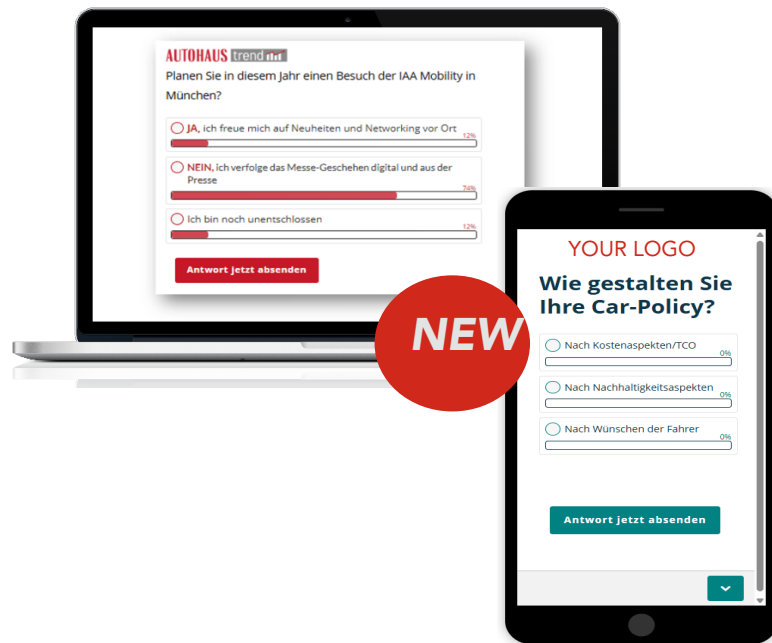 AUTOHAUS trend
Planen Sie in diesem Jahr einen Besuch der IAA Mobility in
München?
JA, ich freue mich auf Neuheiten und Networking vor Ort
12%
NEIN, ich verfolge das Messe-Geschehen digital und aus der
Presse
74%
Ich bin noch unentschlossen
12%
Antwort jetzt absenden
NEW
YOUR LOGO
Wie gestalten Sie
Ihre Car-Policy?
Nach Kostenaspekten/TCO
0%
Nach Nachhaltigkeitsaspekten
0%
Nach Wünschen der Fahrer
0%
Antwort jetzt absenden